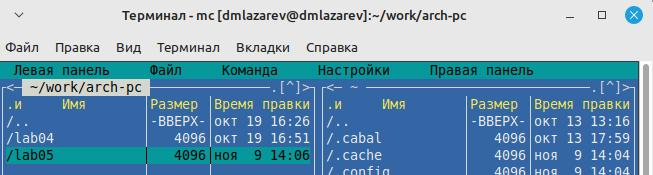 Терминал - mc [dmlazarev@dmlazarev]:~/work/arch-pc
Файл Правка Вид Терминал Вкладки Справка
Левая панель Файл Команда Настройки Правая панель
<─ ~/work/arch-pc ─.[^]> <─ ~ ─.[^]>
.и Имя Размер Время правки .и Имя Размер Время правки
/.. -ВВЕРХ- окт 19 16:26 /.. -ВВЕРХ- окт 13 13:16
/lab04 4096 окт 19 16:51 /.cabal 4096 окт 13 17:59
/lab05 4096 ноя 9 14:06 /.cache 4096 ноя 9 14:04
/.config 4096 ноя 9 14:04